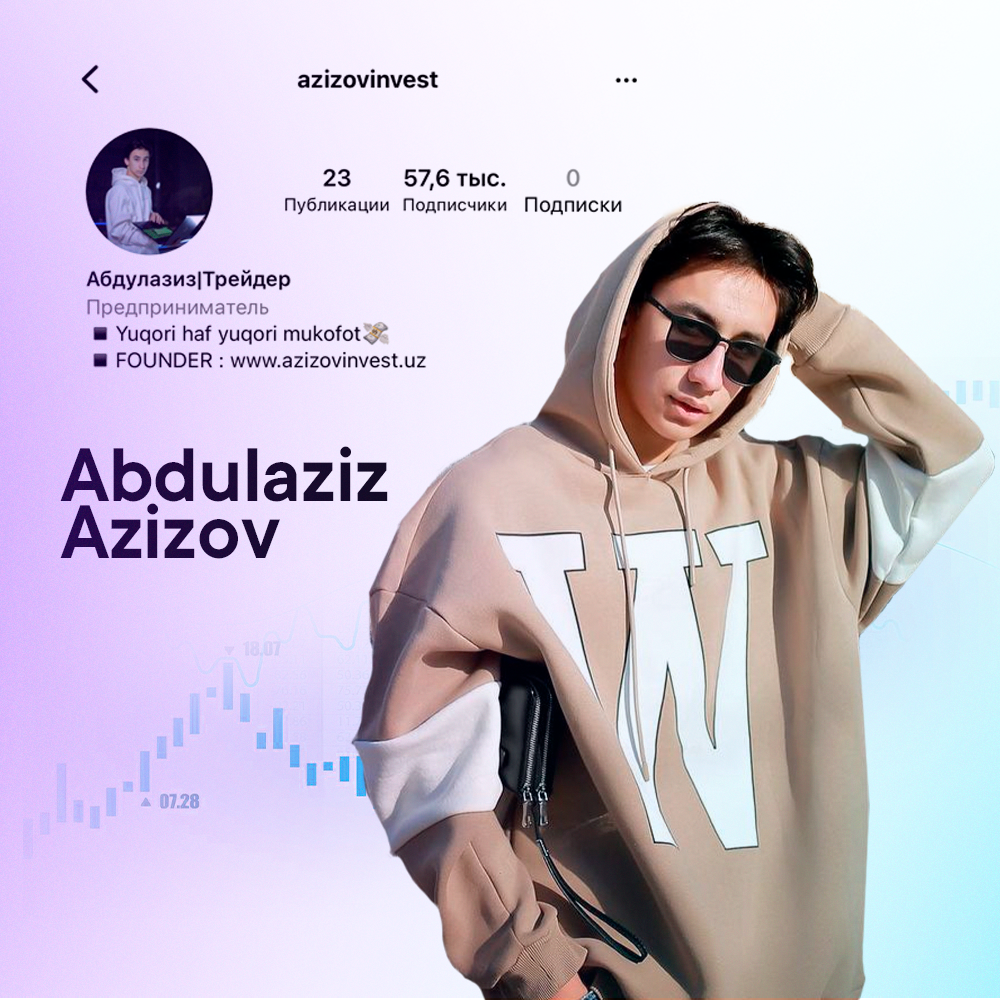 azizovinvest
23 57,6 тыс. 0
Публикации Подписчики Подписки
Абдулазиз|Трейдер
Предприниматель
Yuqori haf yuqori mukofot💸
FOUNDER : www.azizovinvest.uz
Abdulaziz
Azizov
W
18.07
07.28